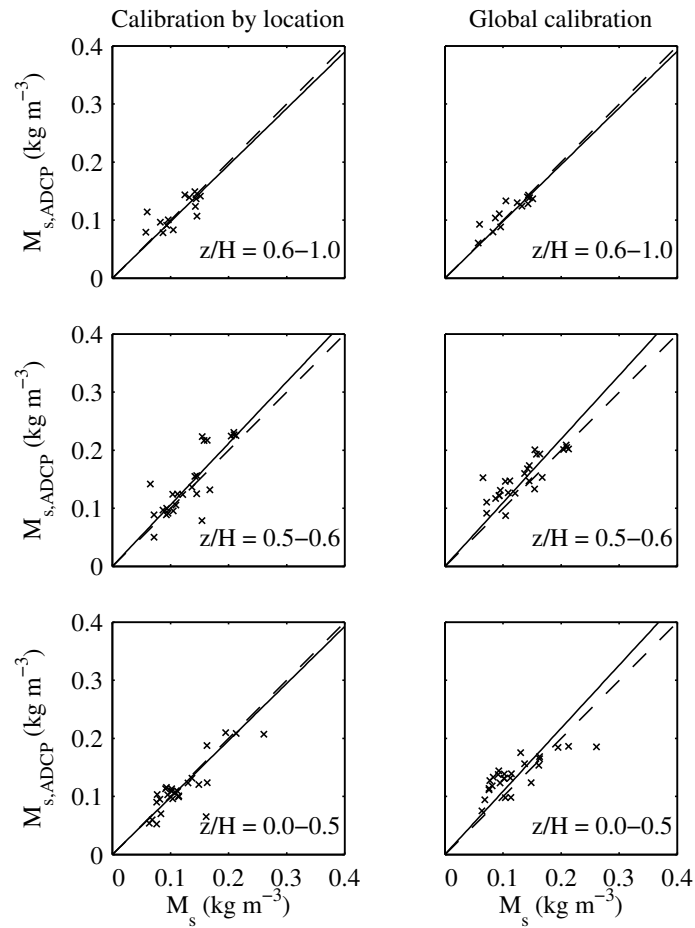 Calibration by location
Global calibration
0.4
0.3
0.2
0.1
0
M_s,ADCP (kg m^−3)
z/H = 0.6−1.0
z/H = 0.6−1.0
0.4
0.3
0.2
0.1
0
M_s,ADCP (kg m^−3)
z/H = 0.5−0.6
z/H = 0.5−0.6
0.4
0.3
0.2
0.1
0
M_s,ADCP (kg m^−3)
z/H = 0.0−0.5
z/H = 0.0−0.5
0 0.1 0.2 0.3 0.4
0 0.1 0.2 0.3 0.4
M_s (kg m^−3)
M_s (kg m^−3)